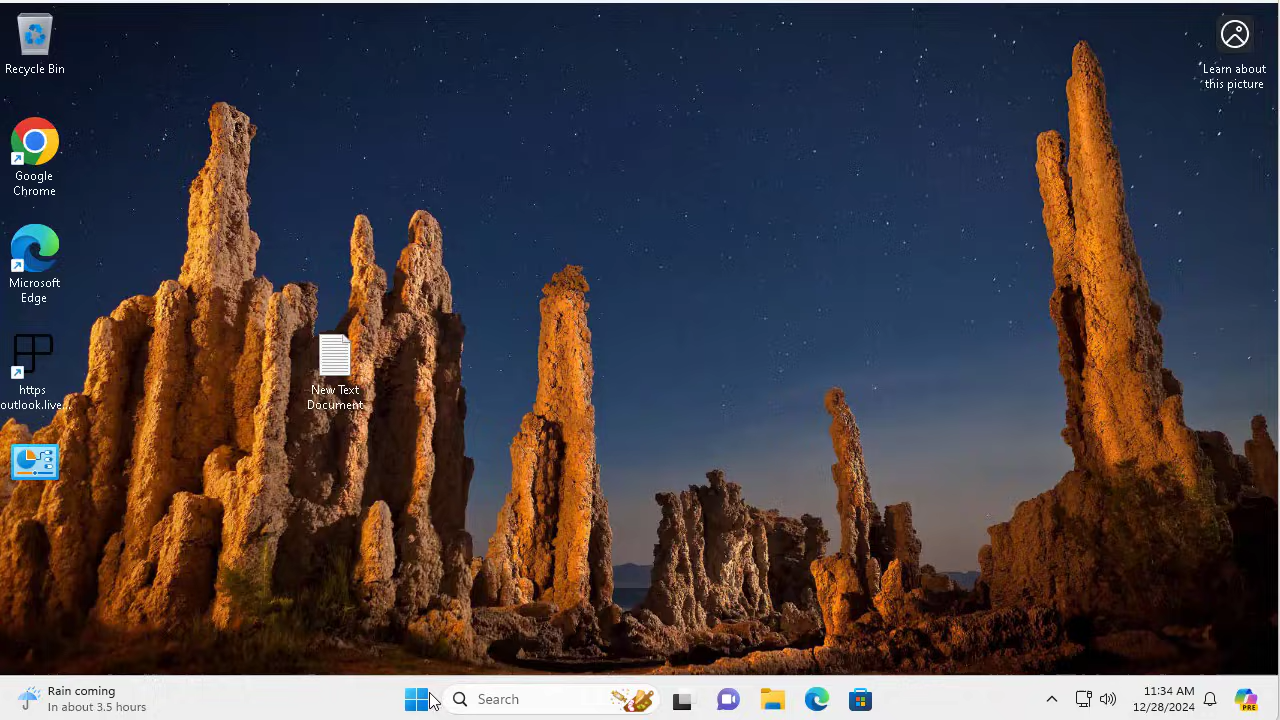 Recycle Bin
Learn about
this picture
Google
Chrome
Microsoft
Edge
https
outlook.live...
New Text
Document
Rain coming
In about 3.5 hours
Search
11:34 AM
12/28/2024
PRE